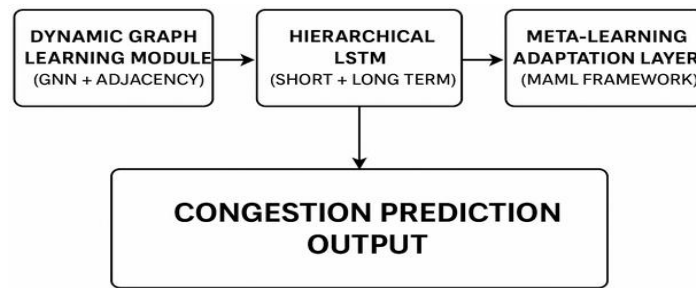 DYNAMIC GRAPH
LEARNING MODULE
(GNN + ADJACENCY)
HIERARCHICAL
LSTM
(SHORT + LONG TERM)
META-LEARNING
ADAPTATION LAYER
(MAML FRAMEWORK)
CONGESTION PREDICTION
OUTPUT